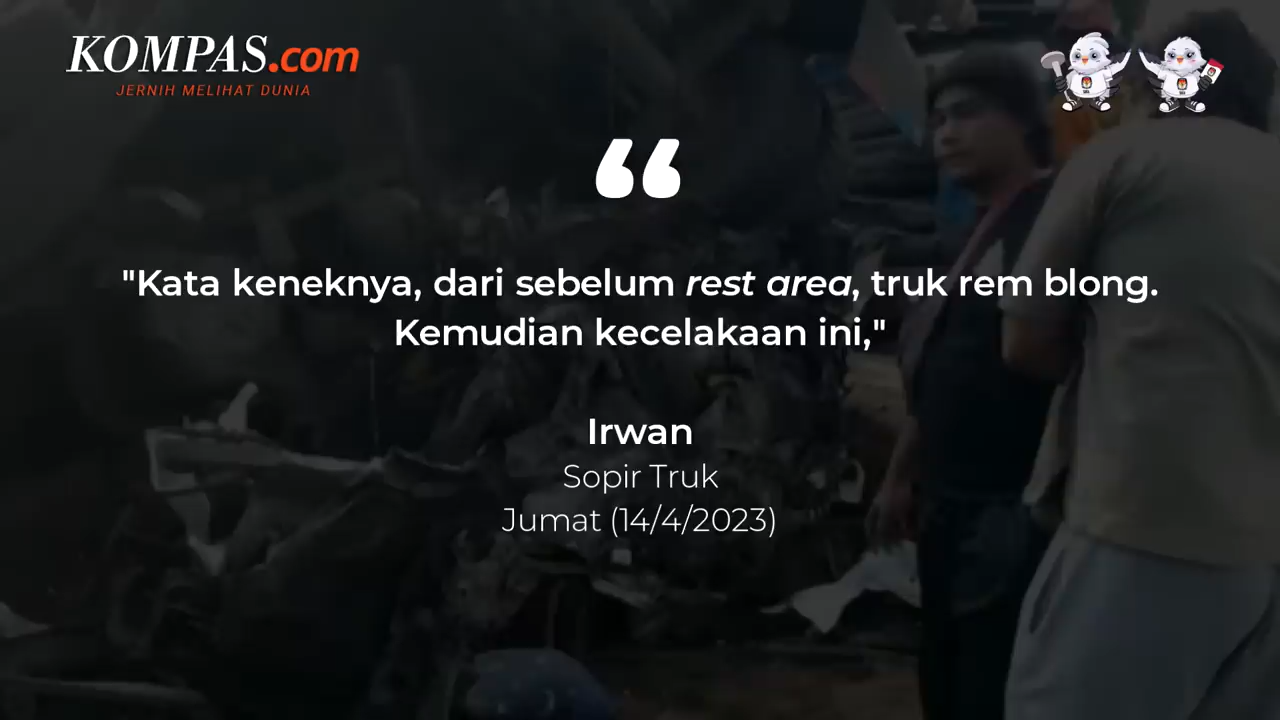 KOMPAS.com
JERNIH MELIHAT DUNIA
"Kata keneknya, dari sebelum rest area, truk rem blong.
Kemudian kecelakaan ini,"
Irwan
Sopir Truk
Jumat (14/4/2023)